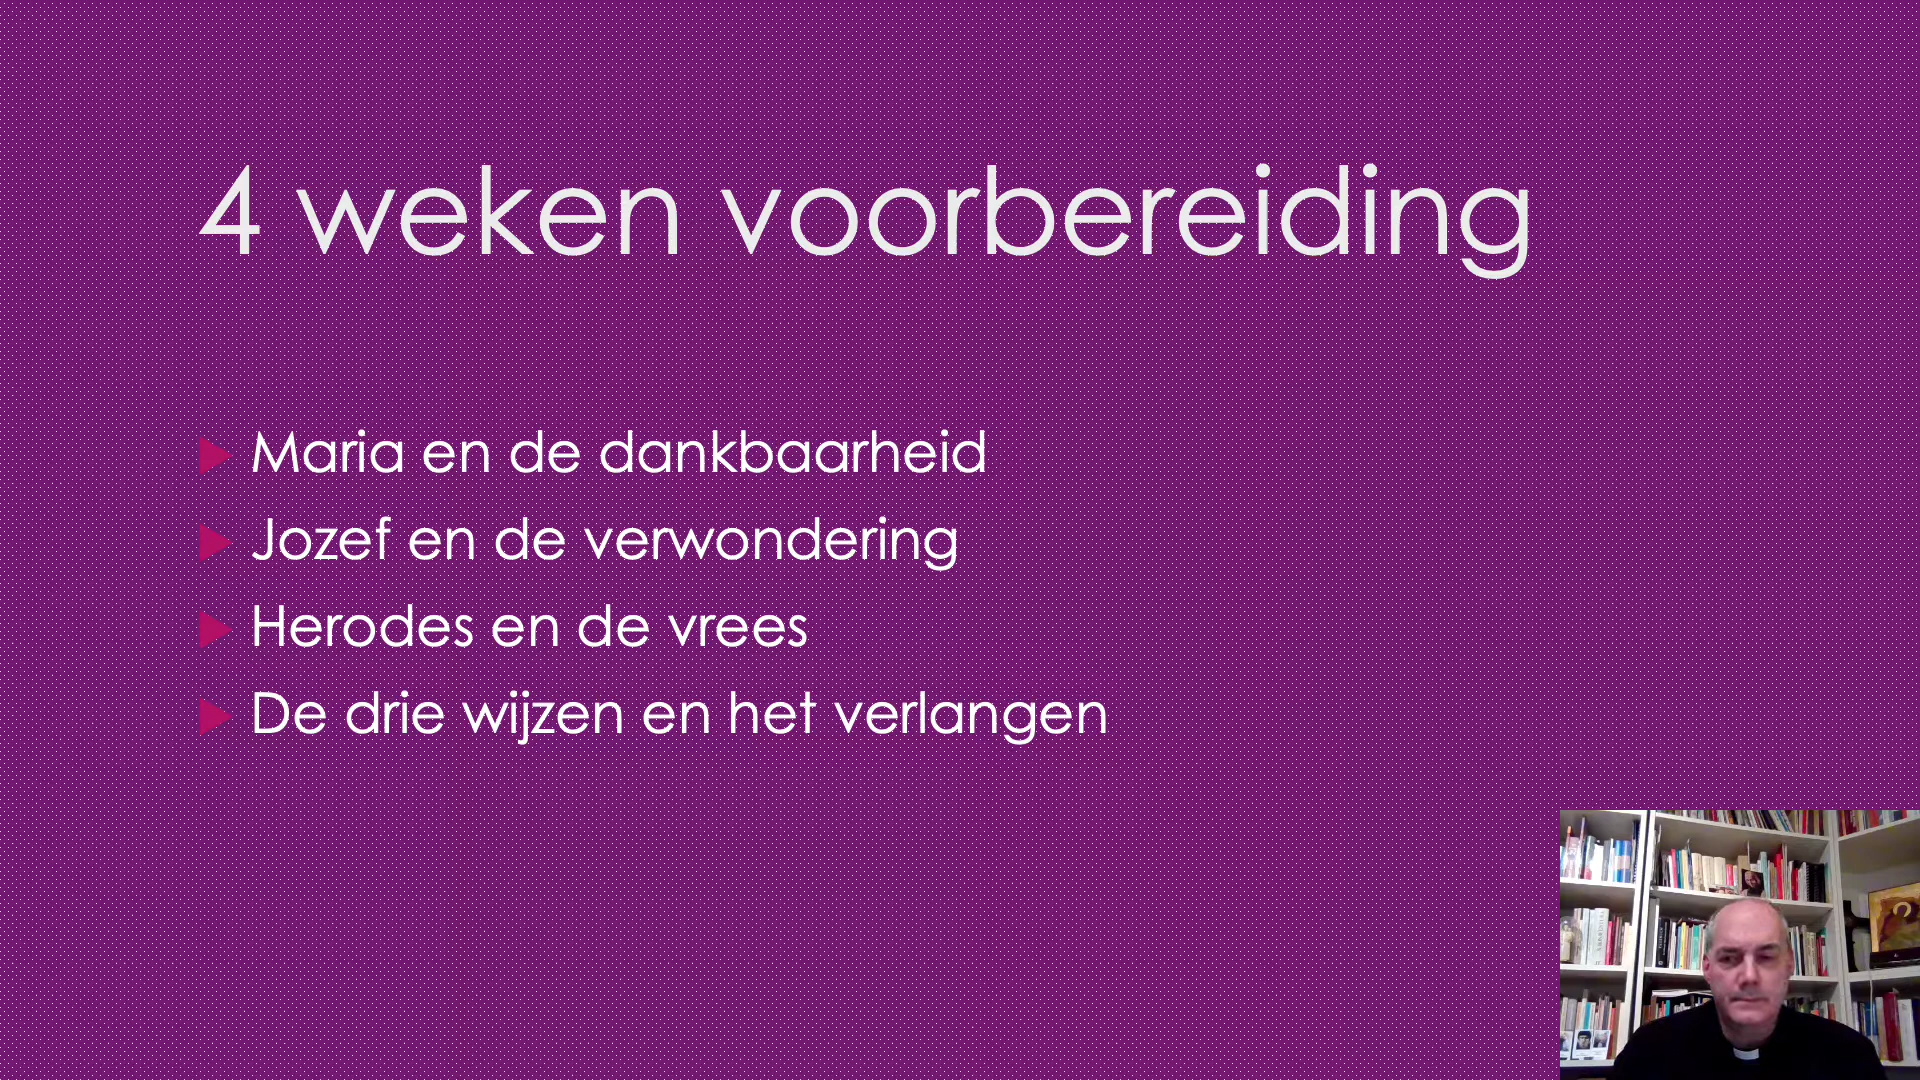 4 weken voorbereiding
Maria en de dankbaarheid
Jozef en de verwondering
Herodes en de vrees
De drie wijzen en het verlangen